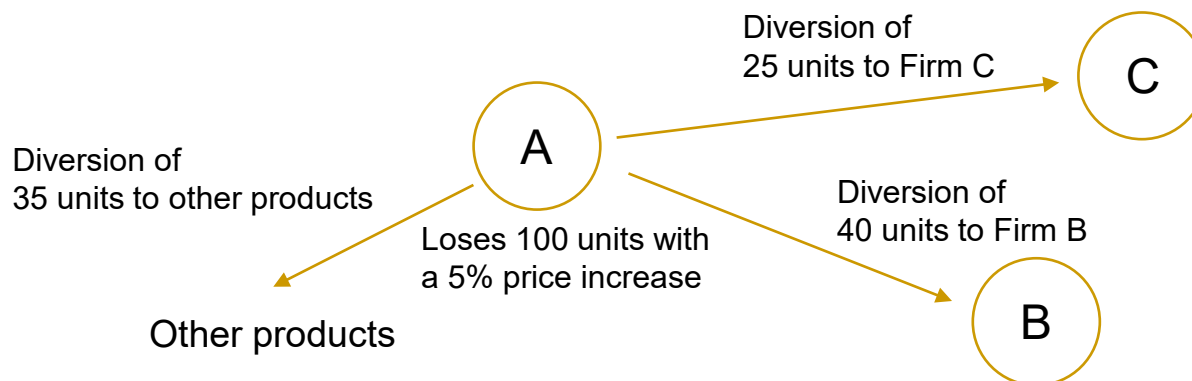 Diversion of
25 units to Firm C
C
A
Diversion of
35 units to other products
Diversion of
40 units to Firm B
Loses 100 units with
a 5% price increase
Other products
B